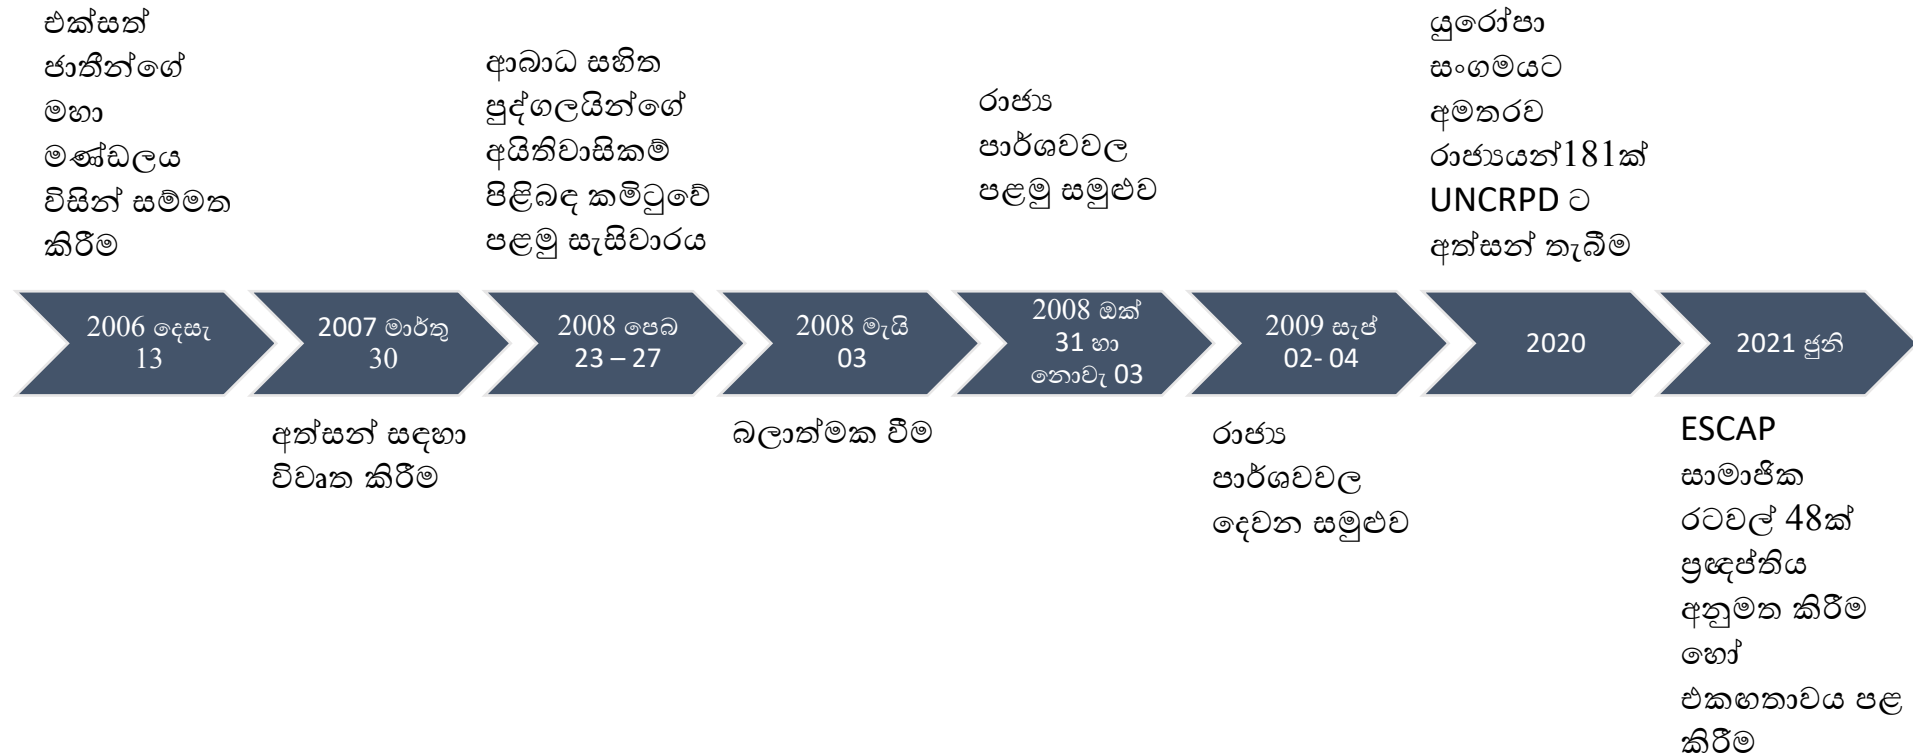 එක්සත්
ජාතීන්ගේ
මහා
මණ්ඩලය
විසින් සම්මත
කිරීම
ආබාධ සහිත
පුද්ගලයින්ගේ
අයිතිවාසිකම්
පිළිබඳ කමිටුවේ
පළමු සැසිවාරය
රාජ්‍ය
පාර්ශවවල
පළමු සමුළුව
යුරෝපා
සංගමයට
අමතරව
රාජ්‍යයන්181ක්
UNCRPD ට
අත්සන් තැබීම
2006 දෙසැ
13
2007 මාර්තු
30
2008 පෙබ
23 – 27
2008 මැයි
03
2008 ඔක්
31 හා
නොවැ 03
2009 සැප්
02- 04
2020
2021 ජුනි
අත්සන් සඳහා
විවෘත කිරීම
බලාත්මක වීම
රාජ්‍ය
පාර්ශවවල
දෙවන සමුළුව
ESCAP
සාමාජික
රටවල් 48ක්
ප්‍රඥප්තිය
අනුමත කිරීම
හෝ
එකඟතාවය පළ
කිරීම